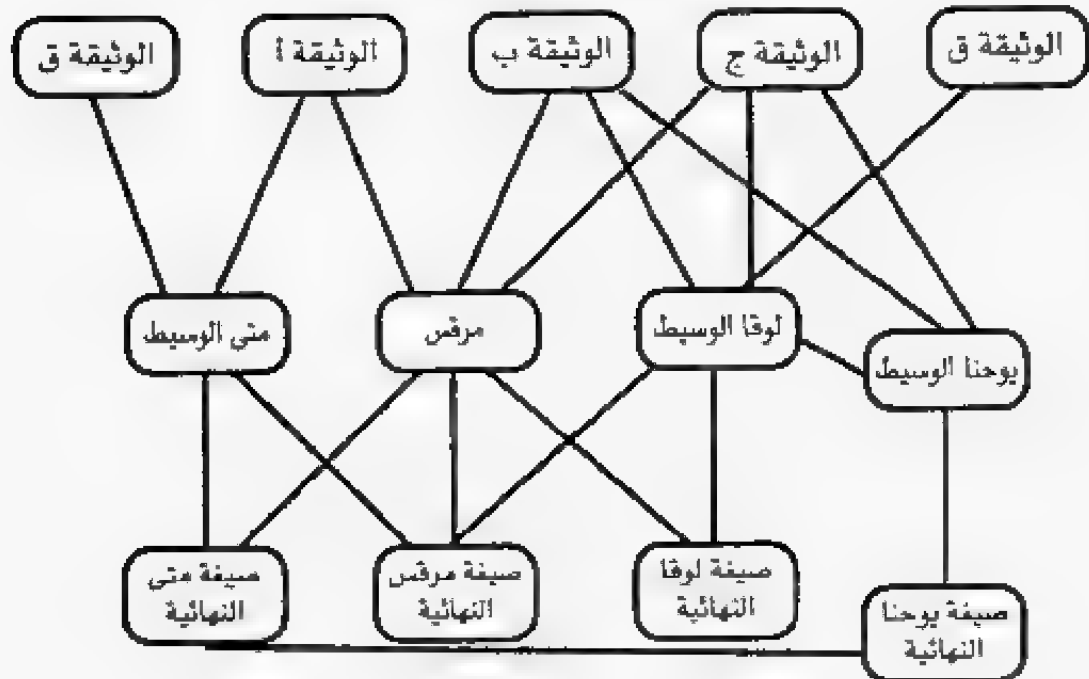 الوثيقة ق
الوثيقة ج
الوثيقة ب
الوثيقة أ
الوثيقة ق
يوحنا الوسيط
لوقا الوسيط
مرقس
متى الوسيط
صيغة يوحنا
النهائية
صيغة لوقا
النهائية
صيغة مرقس
النهائية
صيغة متى
النهائية